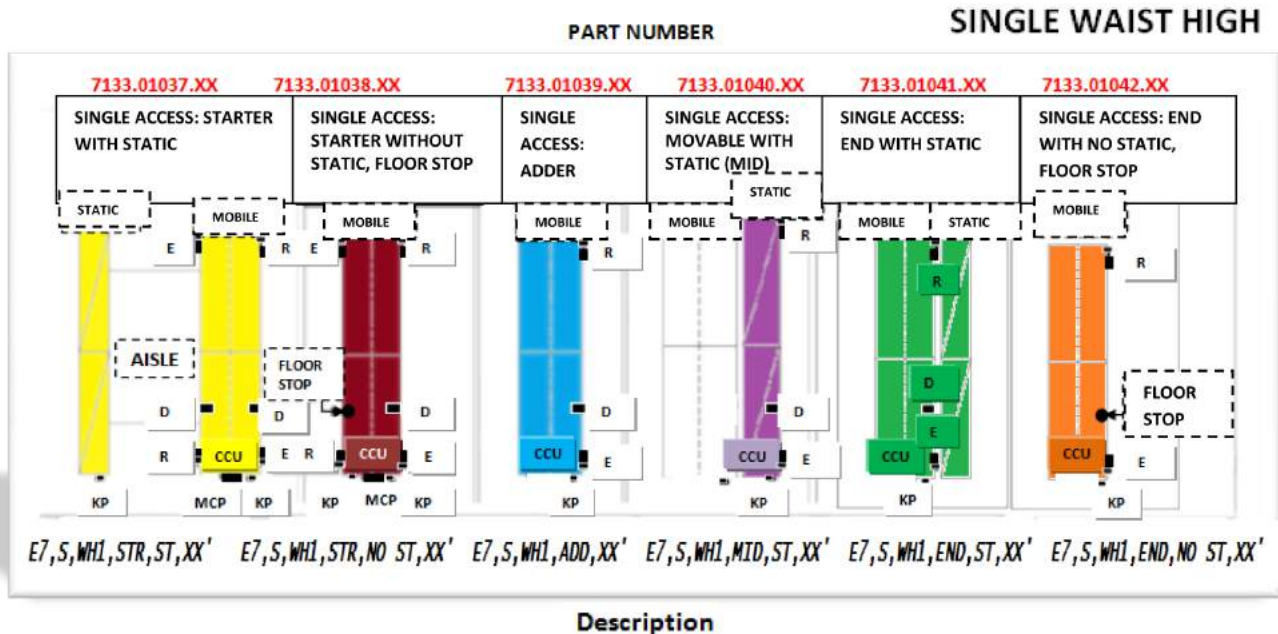 PART NUMBER
SINGLE WAIST HIGH
7133.01037.XX
7133.01038.XX
7133.01039.XX
7133.01040.XX
7133.01041.XX
7133.01042.XX
SINGLE ACCESS: STARTER
WITH STATIC
SINGLE ACCESS:
STARTER WITHOUT
STATIC, FLOOR STOP
SINGLE
ACCESS:
ADDER
SINGLE ACCESS:
MOVABLE WITH
STATIC (MID)
SINGLE ACCESS:
END WITH STATIC
SINGLE ACCESS: END
WITH NO STATIC,
FLOOR STOP
STATIC
MOBILE
MOBILE
MOBILE
MOBILE
STATIC
MOBILE
STATIC
MOBILE
E
R
E
R
R
R
R
R
AISLE
FLOOR
STOP
FLOOR
STOP
D
D
D
D
D
D
R
CCU
E
R
CCU
E
CCU
E
CCU
E
CCU
E
CCU
E
KP
MCP
KP
KP
MCP
KP
KP
KP
KP
KP
E7,S,WH1,STR,ST,XX'
E7,S,WH1,STR,NO ST,XX'
E7,S,WH1,ADD,XX'
E7,S,WH1,MID,ST,XX'
E7,S,WH1,END,ST,XX'
E7,S,WH1,END,NO ST,XX'
Description